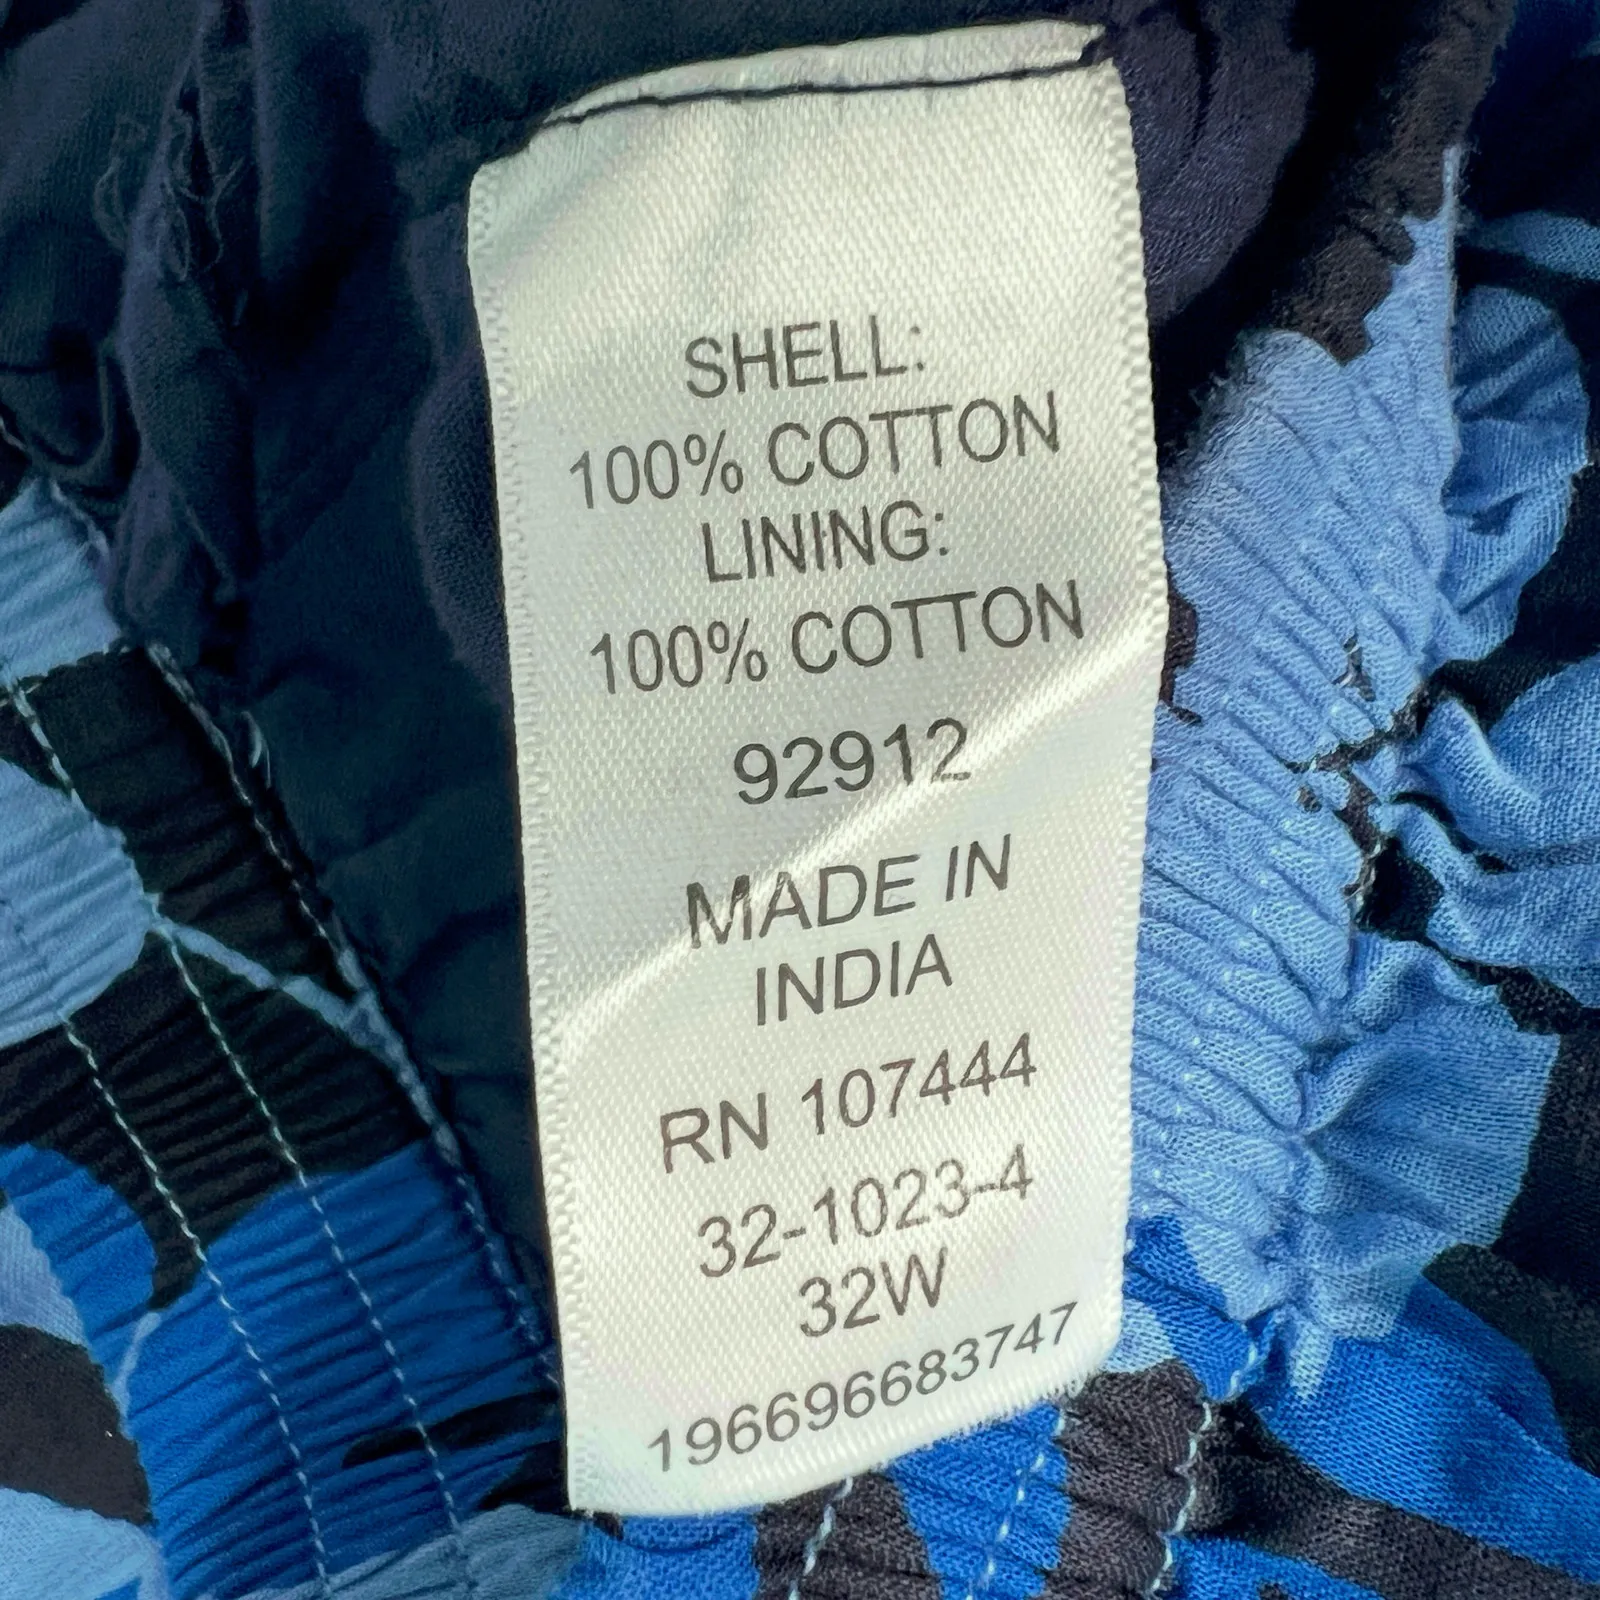 SHELL:
100% COTTON
LINING:
100% COTTON
92912
MADE IN
INDIA
RN 107444
32-1023-4
32W
196696683747